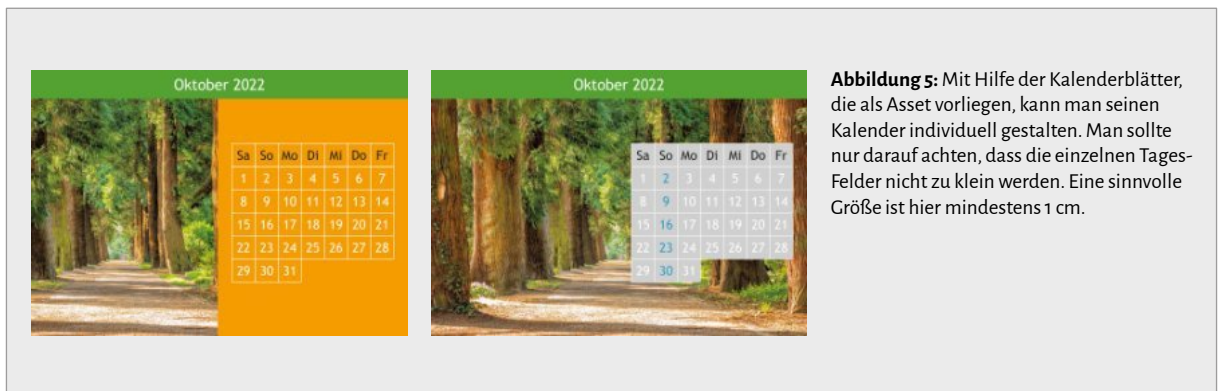 Oktober 2022
Sa So Mo Di Mi Do Fr
1 2 3 4 5 6 7
8 9 10 11 12 13 14
15 16 17 18 19 20 21
22 23 24 25 26 27 28
29 30 31
Oktober 2022
Sa So Mo Di Mi Do Fr
1 2 3 4 5 6 7
8 9 10 11 12 13 14
15 16 17 18 19 20 21
22 23 24 25 26 27 28
29 30 31
Abbildung 5: Mit Hilfe der Kalenderblätter,
die als Asset vorliegen, kann man seinen
Kalender individuell gestalten. Man sollte
nur darauf achten, dass die einzelnen Tages-
Felder nicht zu klein werden. Eine sinnvolle
Größe ist hier mindestens 1 cm.